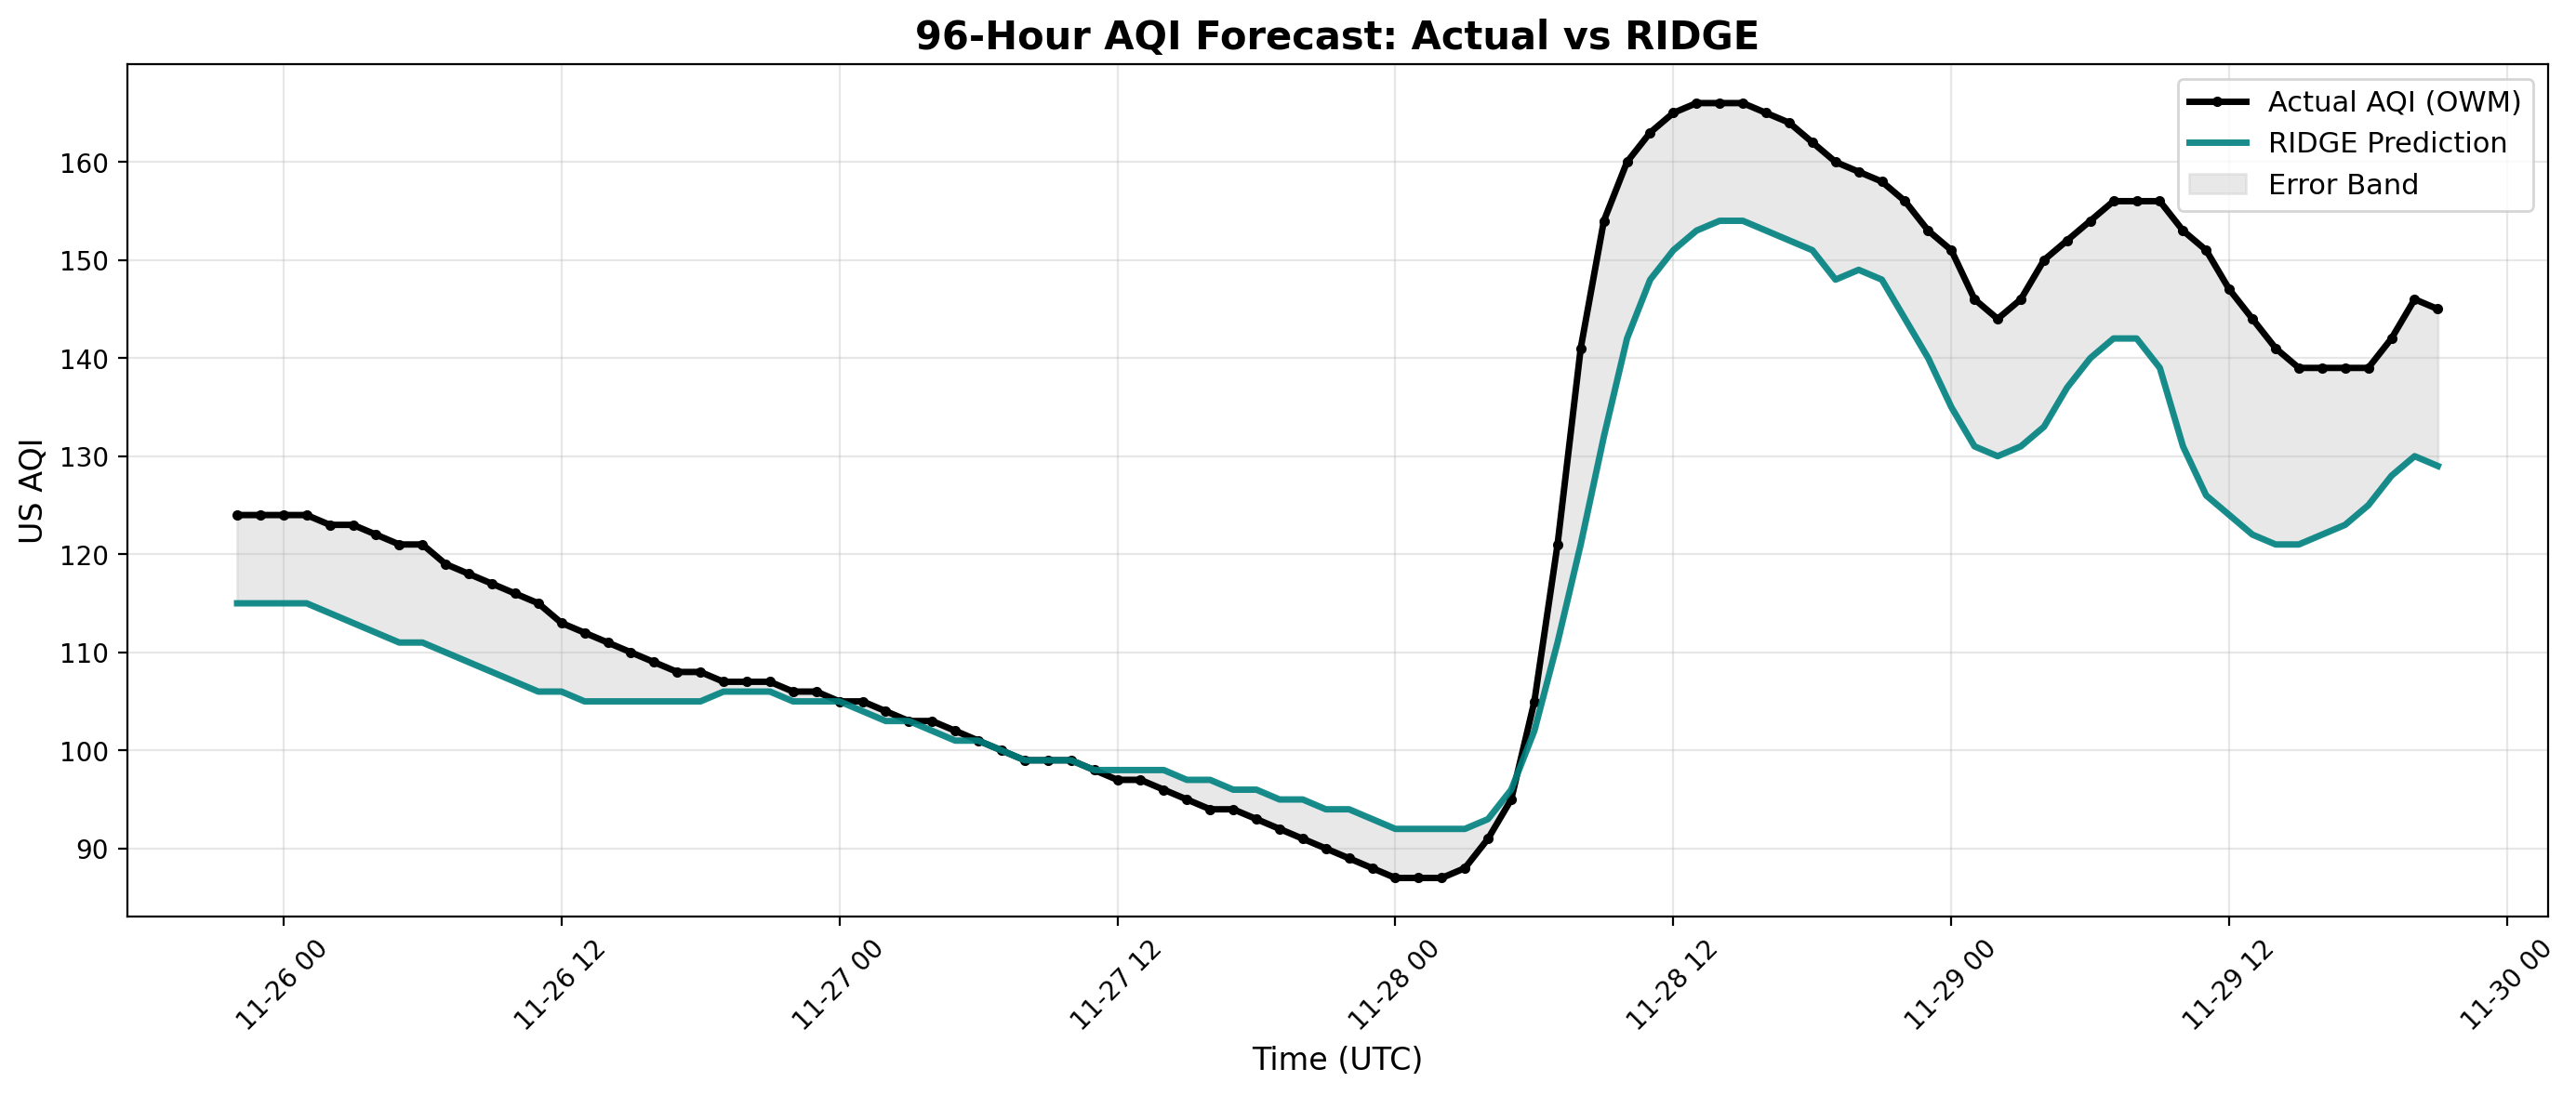 96-Hour AQI Forecast: Actual vs RIDGE
Actual AQI (OWM)
RIDGE Prediction
Error Band
US AQI
160
150
140
130
120
110
100
90
11-26 00
11-26 12
11-27 00
11-27 12
11-28 00
11-28 12
11-29 00
11-29 12
11-30 00
Time (UTC)